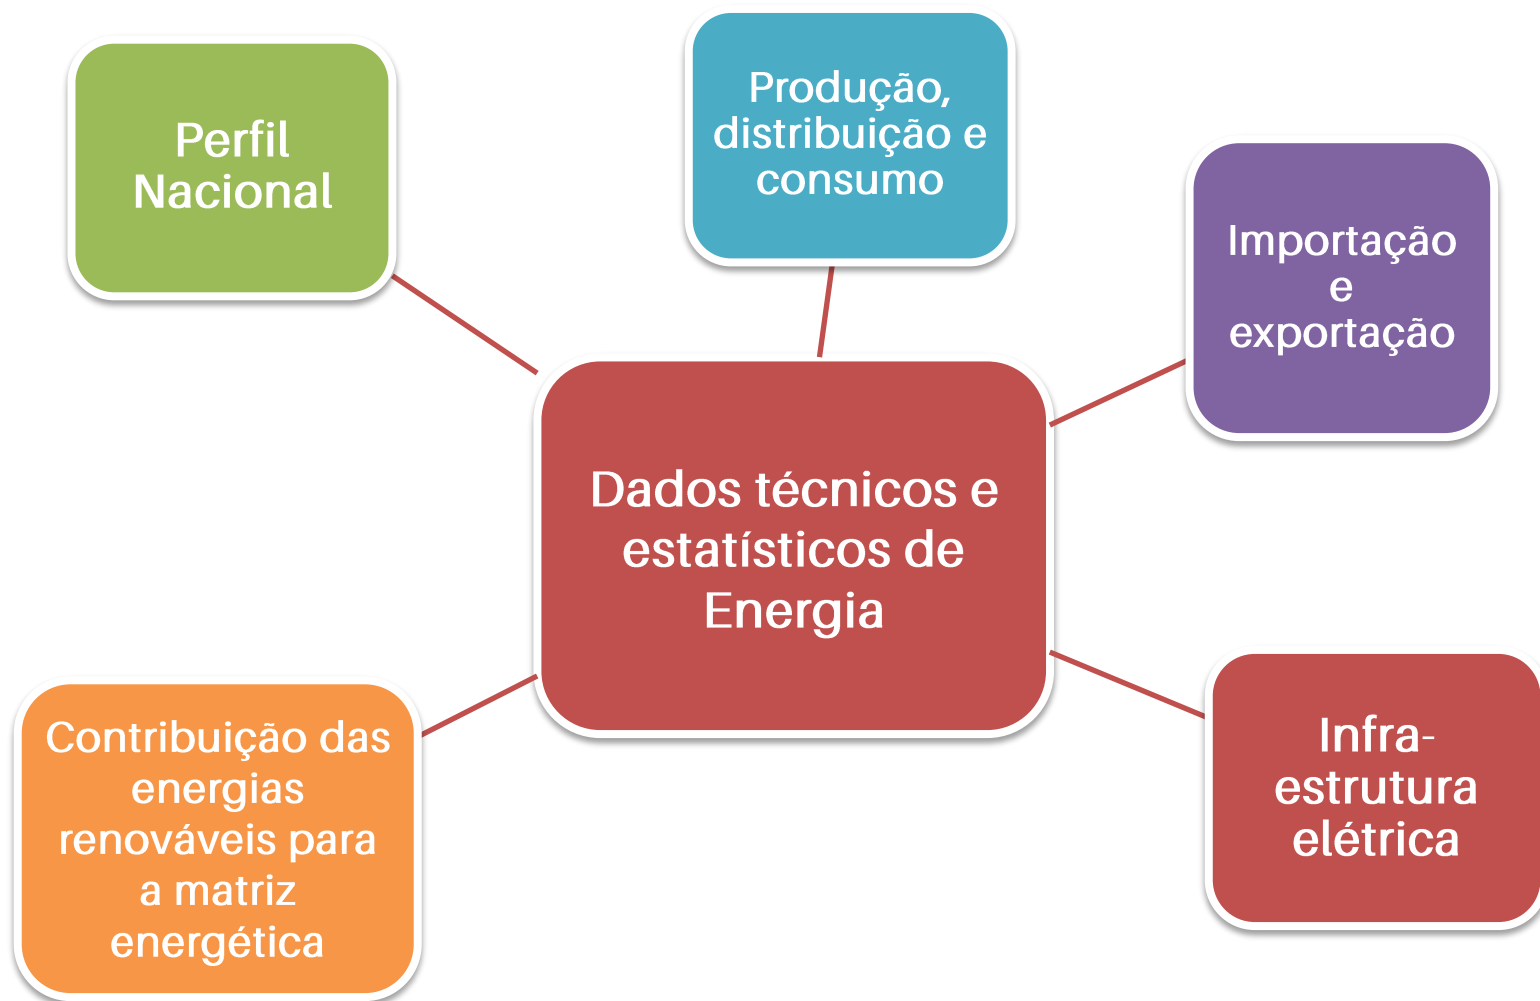 Perfil
Nacional
Produção,
distribuição e
consumo
Importação
e
exportação
Dados técnicos e
estatísticos de
Energia
Contribuição das
energias
renováveis para
a matriz
energética
Infra-
estrutura
elétrica